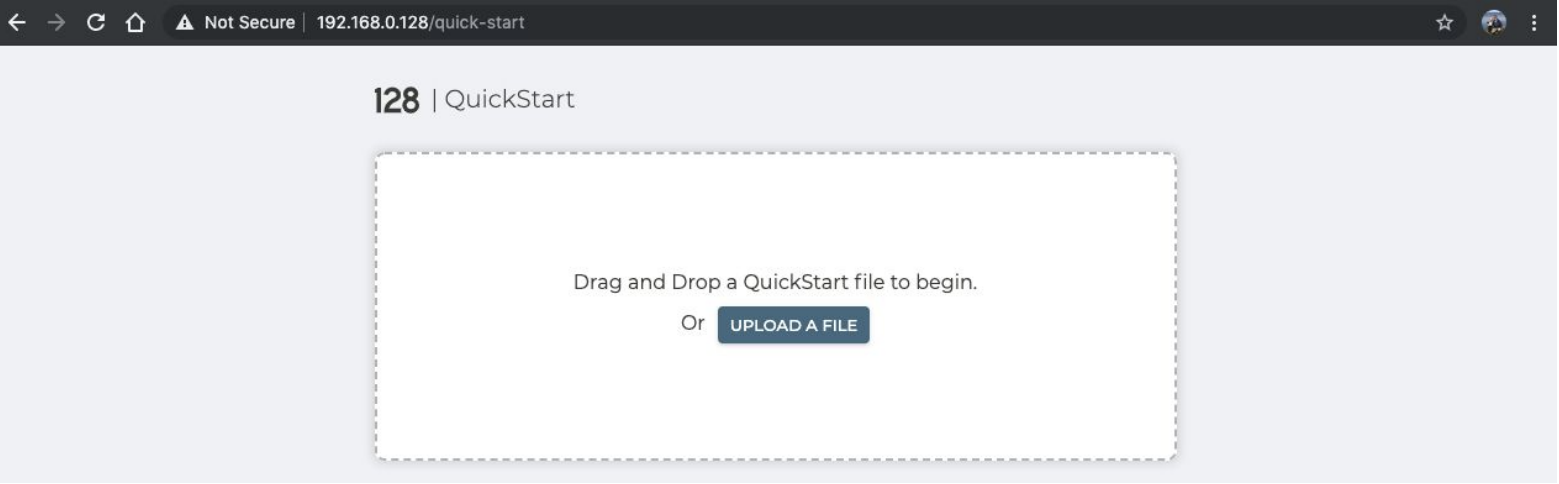 Not Secure | 192.168.0.128/quick-start
128 | QuickStart
Drag and Drop a QuickStart file to begin.
Or UPLOAD A FILE